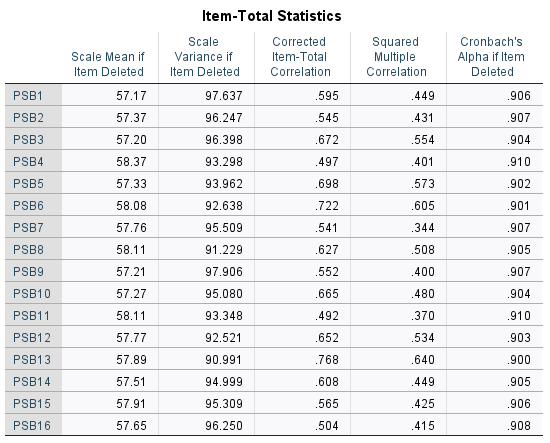 Item-Total Statistics
Scale Mean if Item Deleted Scale Variance if Item Deleted Corrected Item-Total Correlation Squared Multiple Correlation Cronbach's Alpha if Item Deleted
PSB1 57.17 97.637 .595 .449 .906
PSB2 57.37 96.247 .545 .431 .907
PSB3 57.20 96.398 .672 .554 .904
PSB4 58.37 93.298 .497 .401 .910
PSB5 57.33 93.962 .698 .573 .902
PSB6 58.08 92.638 .722 .605 .901
PSB7 57.76 95.509 .541 .344 .907
PSB8 58.11 91.229 .627 .508 .905
PSB9 57.21 97.906 .552 .400 .907
PSB10 57.27 95.080 .665 .480 .904
PSB11 58.11 93.348 .492 .370 .910
PSB12 57.77 92.521 .652 .534 .903
PSB13 57.89 90.991 .768 .640 .900
PSB14 57.51 94.999 .608 .449 .905
PSB15 57.91 95.309 .565 .425 .906
PSB16 57.65 96.250 .504 .415 .908